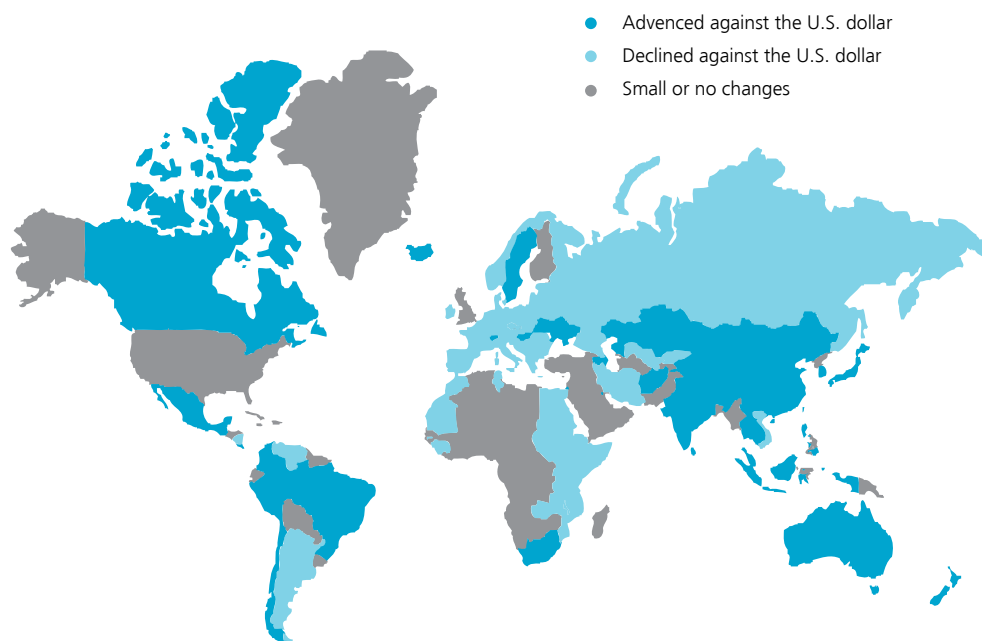 Advenced against the U.S. dollar
Declined against the U.S. dollar
Small or no changes